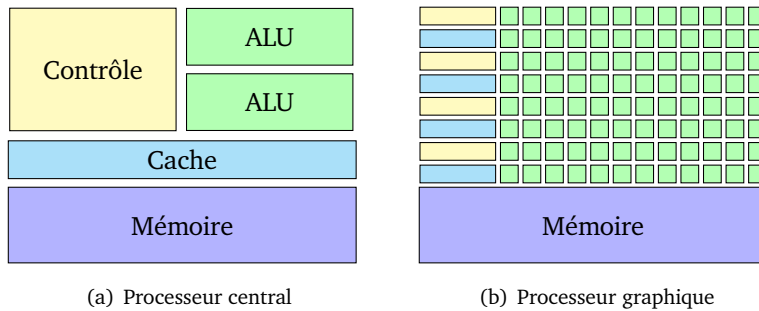 Contrôle
ALU
ALU
Cache
Mémoire
(a) Processeur central
Mémoire
(b) Processeur graphique